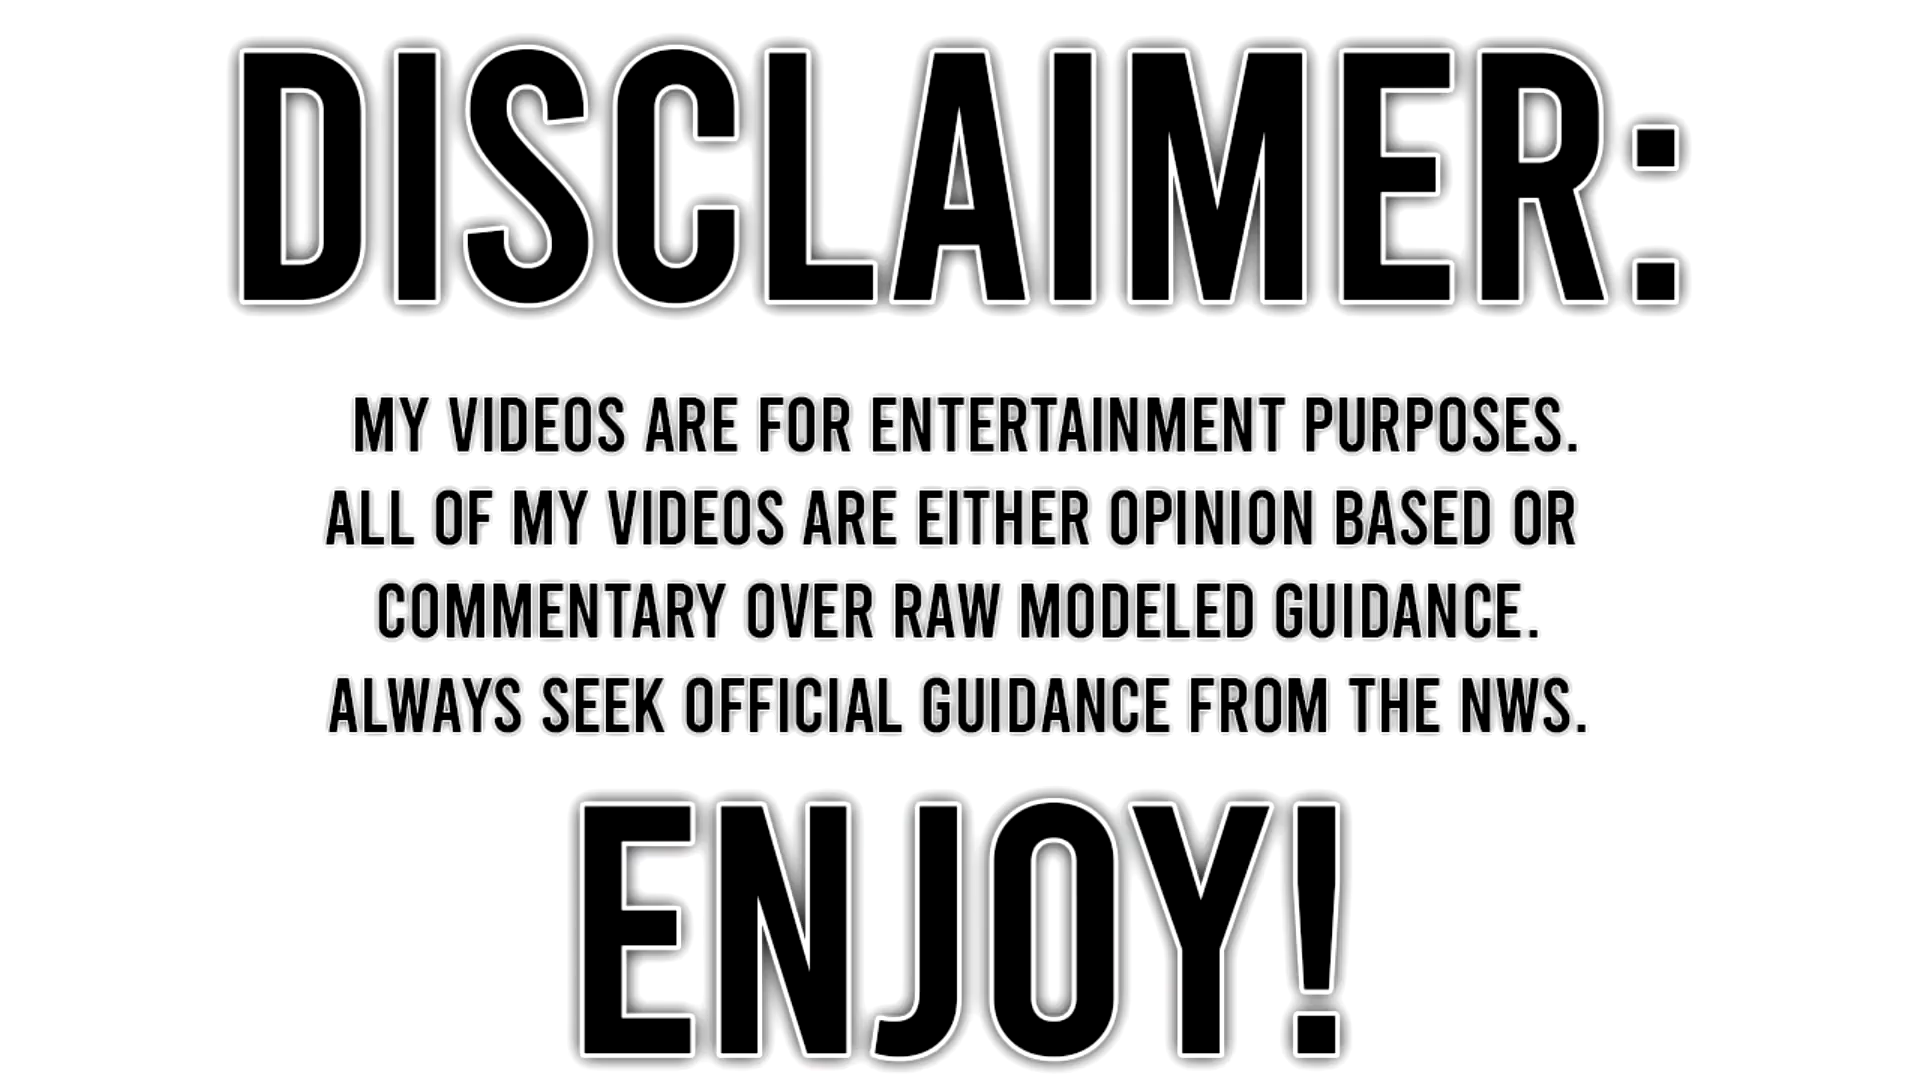 DISCLAIMER:
MY VIDEOS ARE FOR ENTERTAINMENT PURPOSES.
ALL OF MY VIDEOS ARE EITHER OPINION BASED OR
COMMENTARY OVER RAW MODELED GUIDANCE.
ALWAYS SEEK OFFICIAL GUIDANCE FROM THE NWS.
ENJOY!